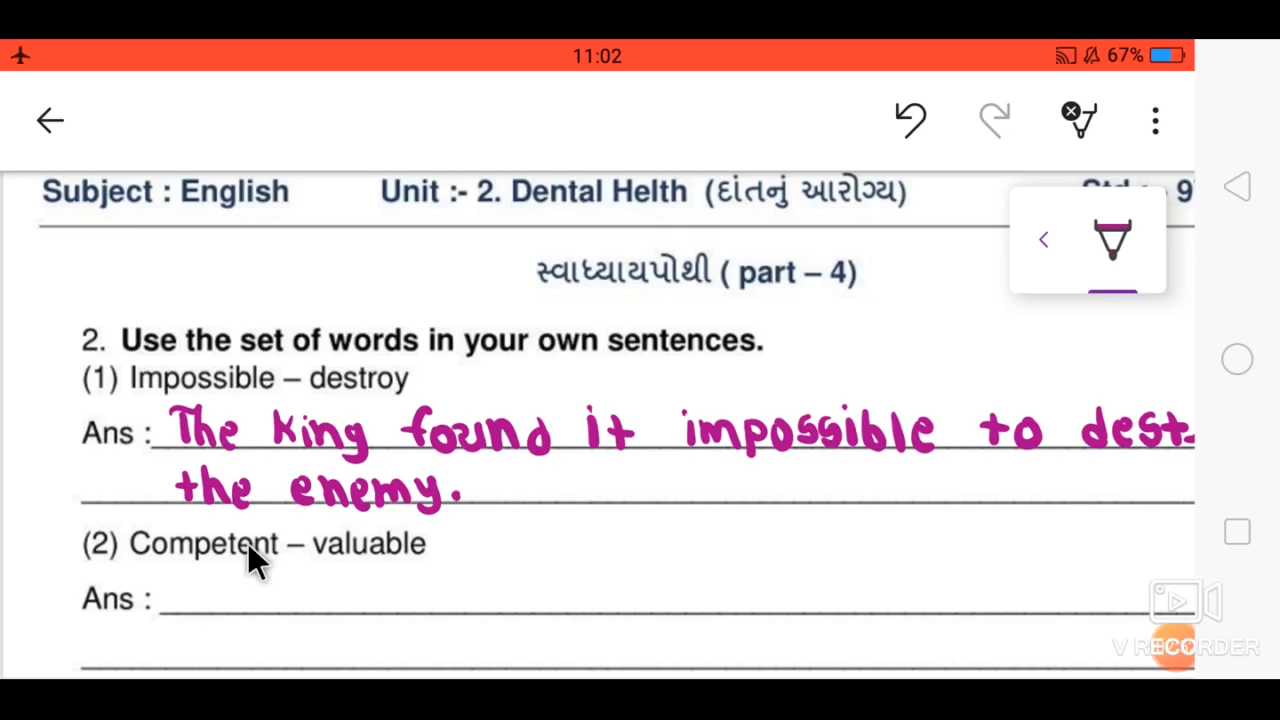 11:02
67%
Subject : English Unit :- 2. Dental Helth (દાંતનું આરોગ્ય) 9
સ્વાધ્યાયપોથી ( part – 4)
2. Use the set of words in your own sentences.
(1) Impossible – destroy
Ans : The King found it impossible to dest
the enemy.
(2) Competent – valuable
Ans :
V RECORDER